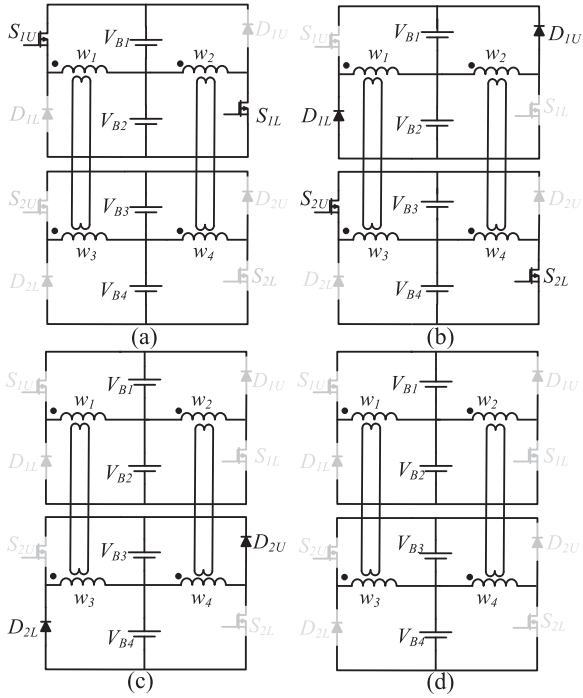 S1U
w1
VB1
w2
D1U
D1L
VB2
S1L
S2U
VB3
D2U
w3
w4
D2L
VB4
S2L
(a)
S1U
w1
VB1
w2
D1U
D1L
VB2
S1L
S2U
VB3
D2U
w3
w4
D2L
VB4
S2L
(b)
S1U
w1
VB1
w2
D1U
D1L
VB2
S1L
S2U
VB3
D2U
w3
w4
D2L
VB4
S2L
(c)
S1U
w1
VB1
w2
D1U
D1L
VB2
S1L
S2U
VB3
D2U
w3
w4
D2L
VB4
S2L
(d)